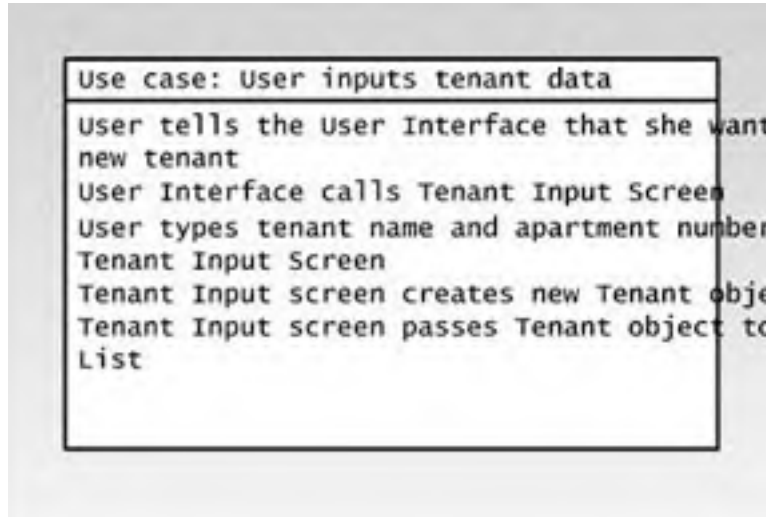 Use case: User inputs tenant data
User tells the User Interface that she want
new tenant
User Interface calls Tenant Input Screen
User types tenant name and apartment number
Tenant Input Screen
Tenant Input screen creates new Tenant obje
Tenant Input screen passes Tenant object to
List